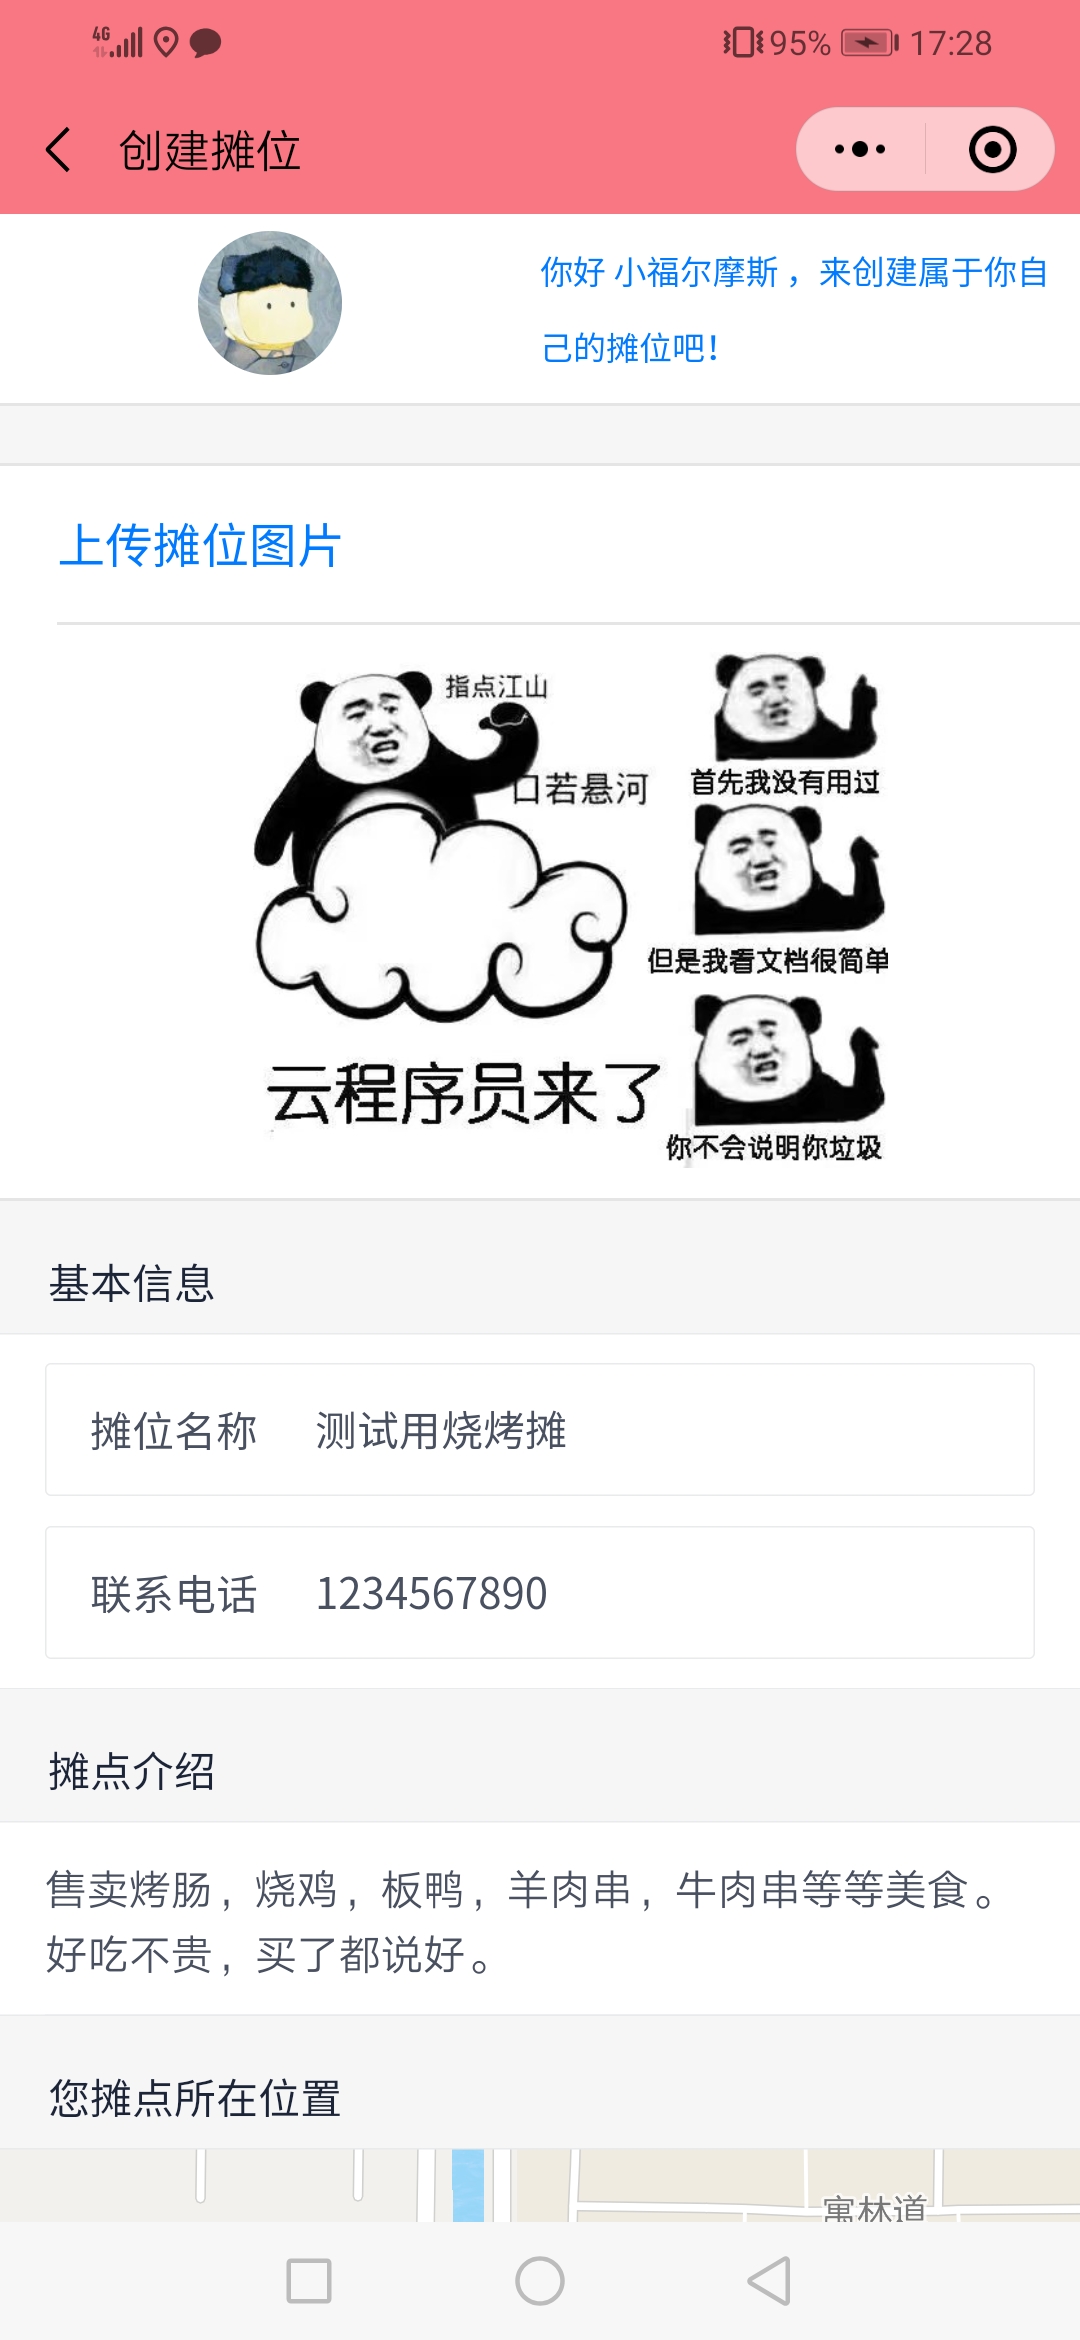 4G 95% 17:28
创建摊位
你好 小福尔摩斯 ，来创建属于你自
己的摊位吧！
上传摊位图片
指点江山
口若悬河
云程序员来了
首先我没有用过
但是我看文档很简单
你不会说明你垃圾
基本信息
摊位名称 测试用烧烤摊
联系电话 1234567890
摊点介绍
售卖烤肠，烧鸡，板鸭，羊肉串，牛肉串等等美食。
好吃不贵，买了都说好。
您摊点所在位置
寓林道